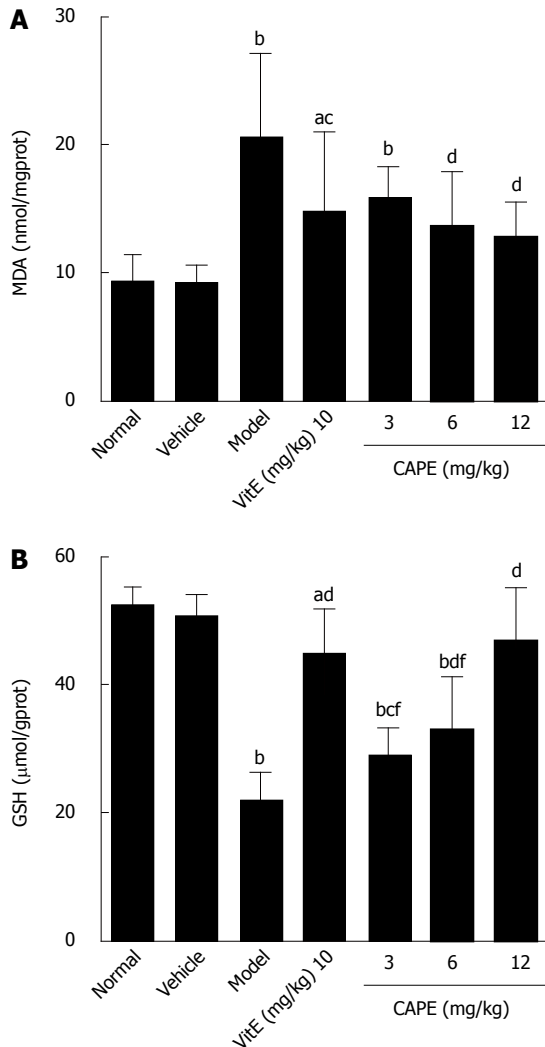 A
30
20
10
0
MDA (nmol/mgprot)
b
ac
b
d
d
Normal
Vehicle
Model
VitE (mg/kg) 10
3
6
12
CAPE (mg/kg)
B
60
40
20
0
GSH (μmol/gprot)
b
ad
bcf
bdf
d
Normal
Vehicle
Model
VitE (mg/kg) 10
3
6
12
CAPE (mg/kg)